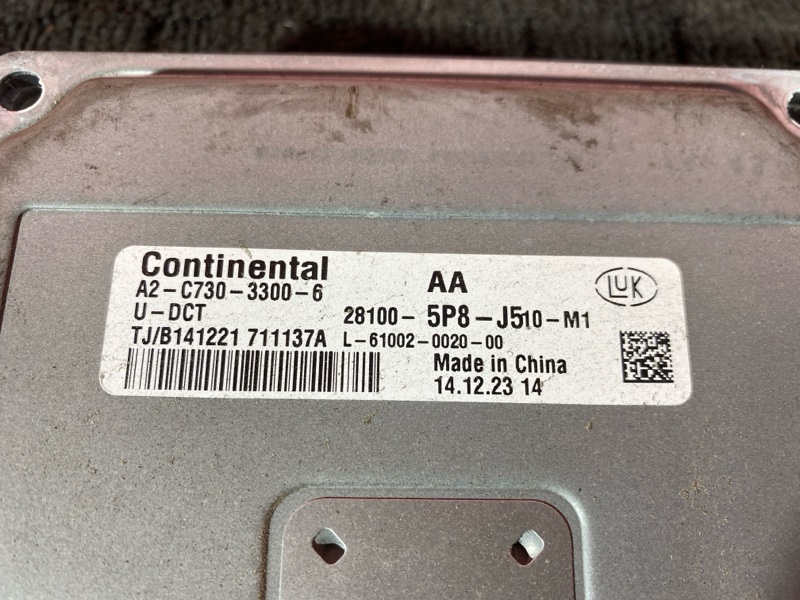 Continental AA LUK
A2-C730-3300-6
U-DCT 28100-5P8-J510-M1
TJ/B141221 711137A L-61002-0020-00
Made in China
14.12.23 14